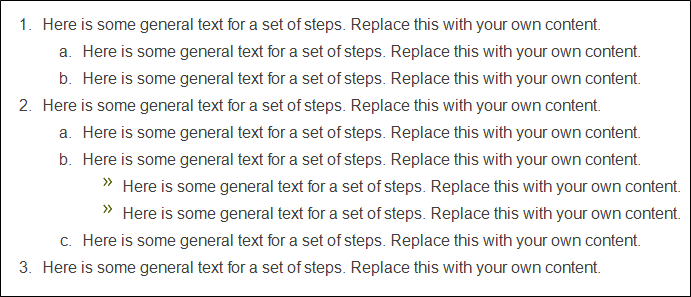 1. Here is some general text for a set of steps. Replace this with your own content.
a. Here is some general text for a set of steps. Replace this with your own content.
b. Here is some general text for a set of steps. Replace this with your own content.
2. Here is some general text for a set of steps. Replace this with your own content.
a. Here is some general text for a set of steps. Replace this with your own content.
b. Here is some general text for a set of steps. Replace this with your own content.
» Here is some general text for a set of steps. Replace this with your own content.
» Here is some general text for a set of steps. Replace this with your own content.
c. Here is some general text for a set of steps. Replace this with your own content.
3. Here is some general text for a set of steps. Replace this with your own content.